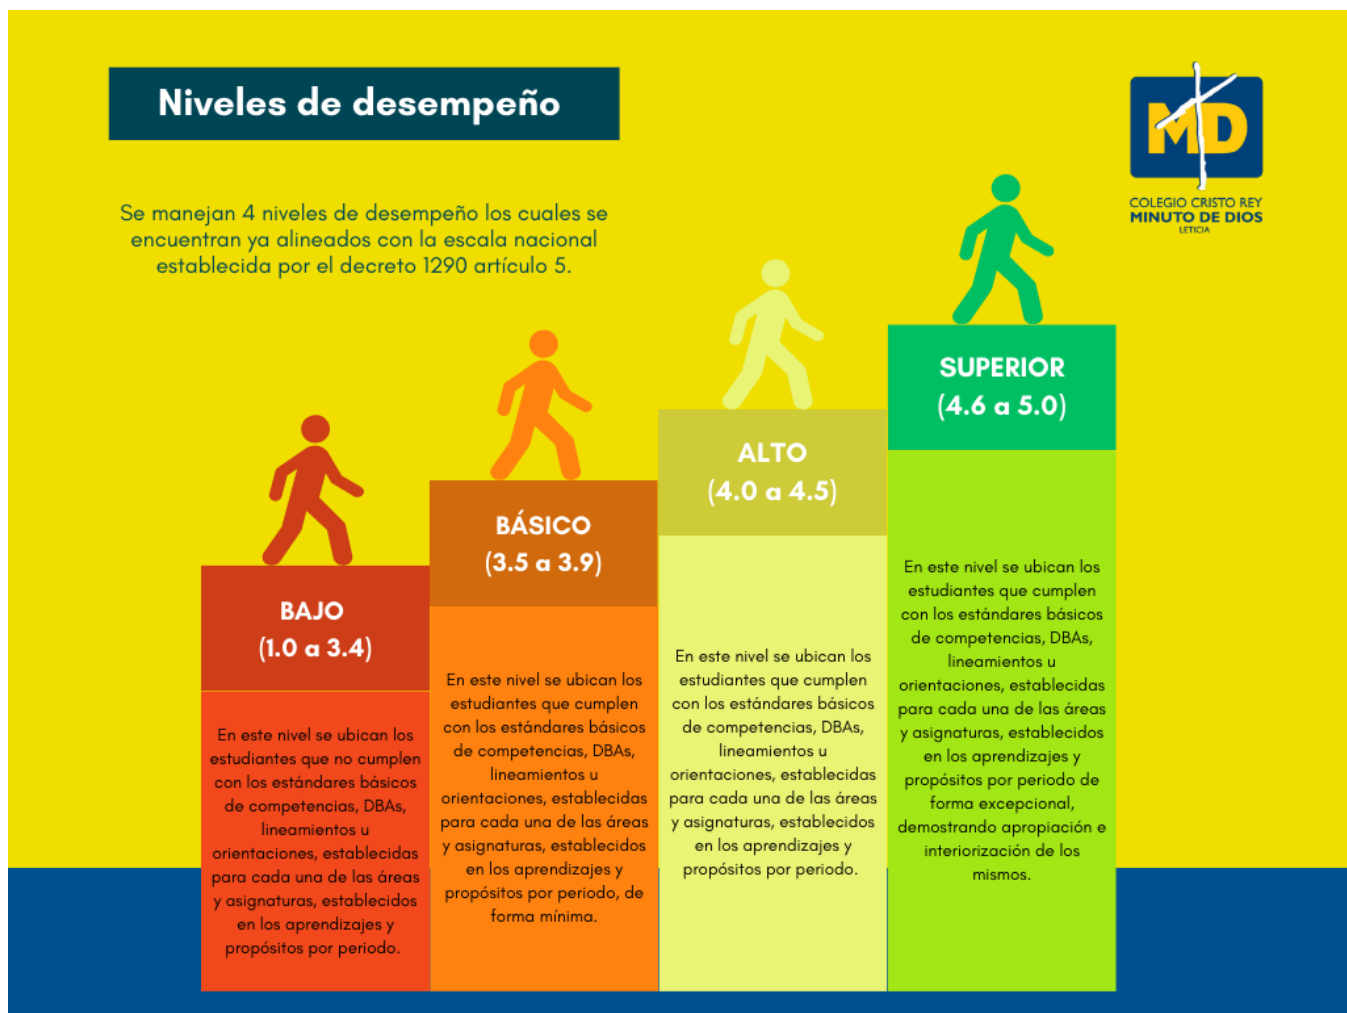 Niveles de desempeño
Se manejan 4 niveles de desempeño los cuales se
encuentran ya alineados con la escala nacional
establecida por el decreto 1290 artículo 5.
MD
COLEGIO CRISTO REY
MINUTO DE DIOS
LETICIA
BAJO
(1.0 a 3.4)
En este nivel se ubican los
estudiantes que no cumplen
con los estándares básicos
de competencias, DBAs,
lineamientos u
orientaciones, establecidas
para cada una de las áreas
y asignaturas, establecidos
en los aprendizajes y
propósitos por periodo.
BÁSICO
(3.5 a 3.9)
En este nivel se ubican los
estudiantes que cumplen
con los estándares básicos
de competencias, DBAs,
lineamientos u
orientaciones, establecidas
para cada una de las áreas
y asignaturas, establecidos
en los aprendizajes y
propósitos por periodo, de
forma mínima.
ALTO
(4.0 a 4.5)
En este nivel se ubican los
estudiantes que cumplen
con los estándares básicos
de competencias, DBAs,
lineamientos u
orientaciones, establecidas
para cada una de las áreas
y asignaturas, establecidos
en los aprendizajes y
propósitos por periodo.
SUPERIOR
(4.6 a 5.0)
En este nivel se ubican los
estudiantes que cumplen
con los estándares básicos
de competencias, DBAs,
lineamientos u
orientaciones, establecidas
para cada una de las áreas
y asignaturas, establecidos
en los aprendizajes y
propósitos por periodo de
forma excepcional,
demostrando apropiación e
interiorización de los
mismos.